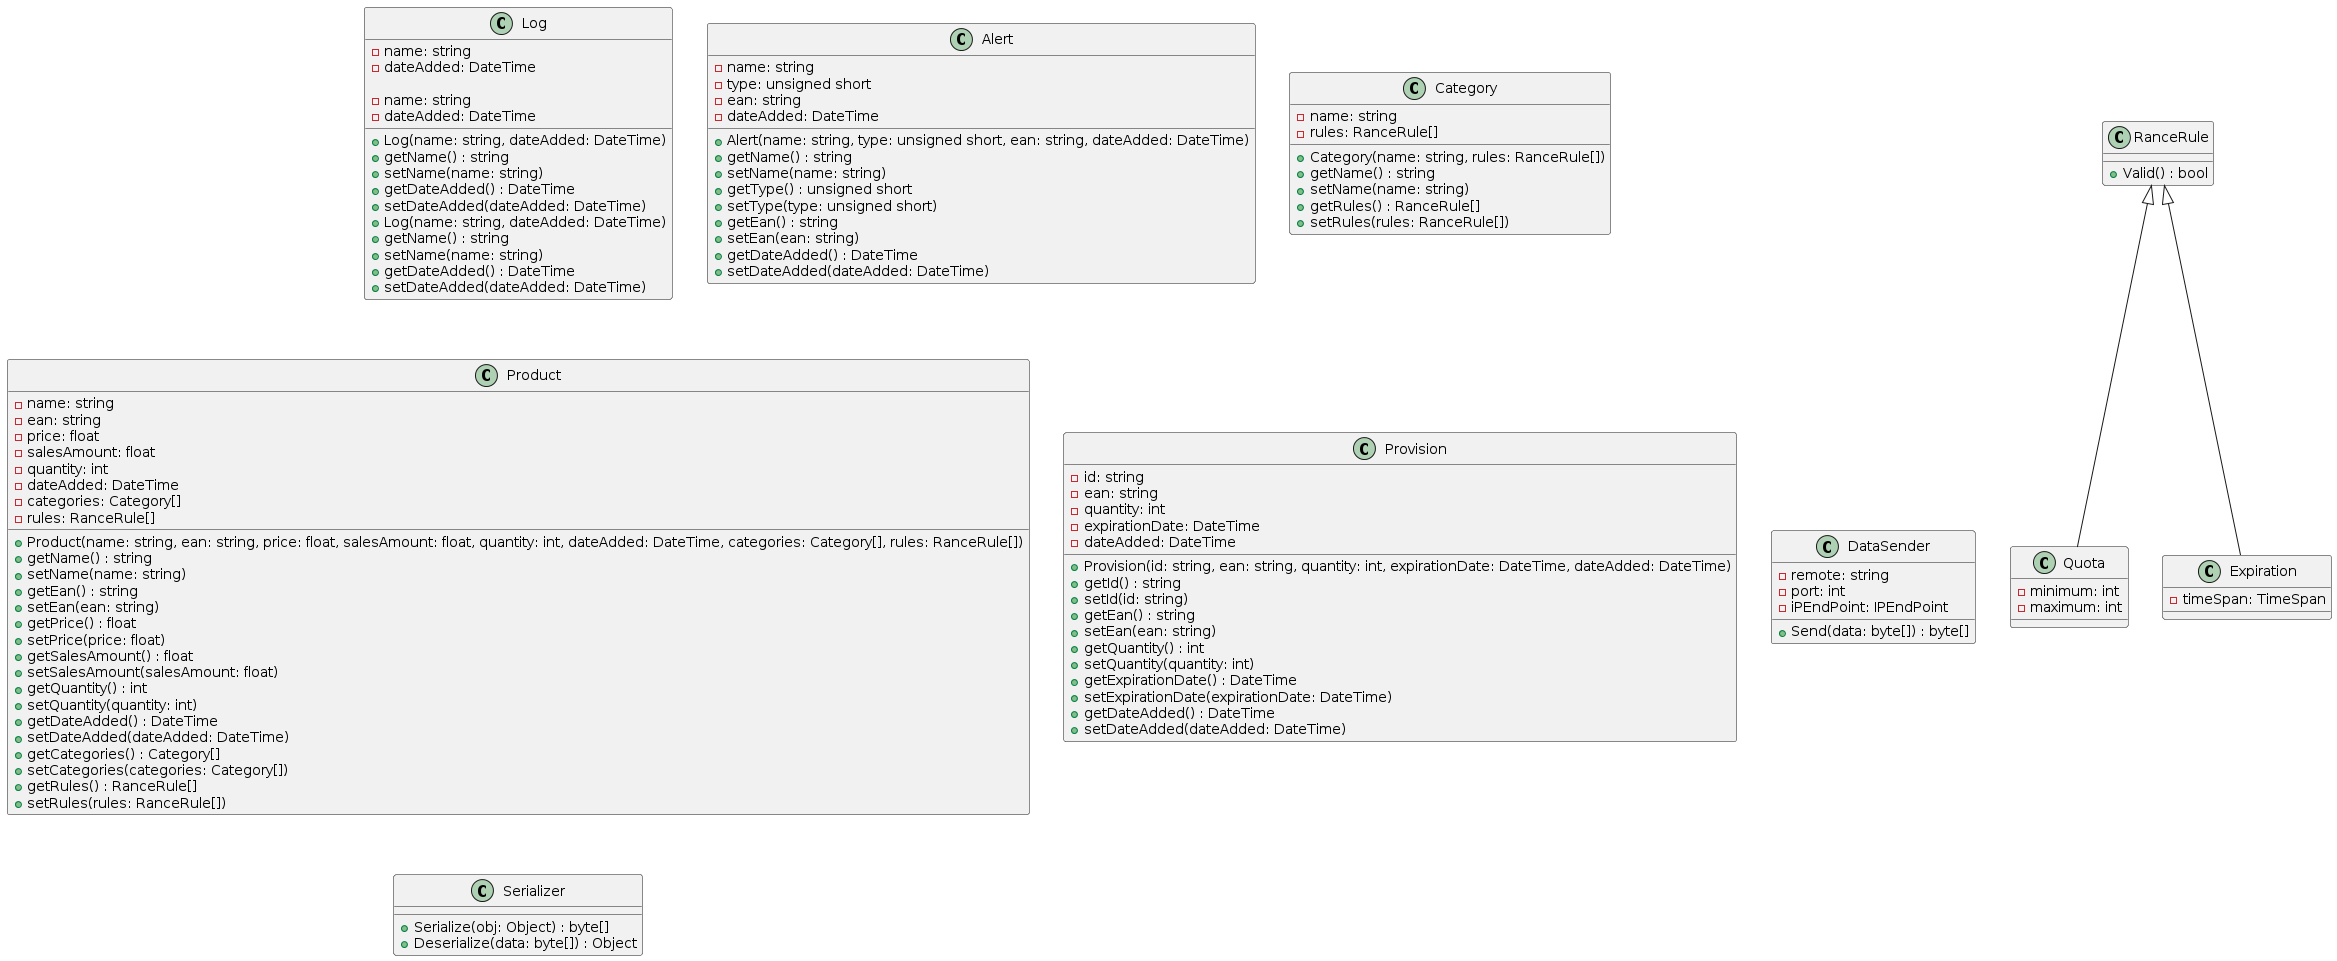 Log
name: string
dateAdded: DateTime
name: string
dateAdded: DateTime
Log(name: string, dateAdded: DateTime)
getName() : string
setName(name: string)
getDateAdded() : DateTime
setDateAdded(dateAdded: DateTime)
Log(name: string, dateAdded: DateTime)
getName() : string
setName(name: string)
getDateAdded() : DateTime
setDateAdded(dateAdded: DateTime)
Alert
name: string
type: unsigned short
ean: string
dateAdded: DateTime
Alert(name: string, type: unsigned short, ean: string, dateAdded: DateTime)
getName() : string
setName(name: string)
getType() : unsigned short
setType(type: unsigned short)
getEan() : string
setEan(ean: string)
getDateAdded() : DateTime
setDateAdded(dateAdded: DateTime)
Category
name: string
rules: RanceRule[]
Category(name: string, rules: RanceRule[])
getName() : string
setName(name: string)
getRules() : RanceRule[]
setRules(rules: RanceRule[])
RanceRule
Valid() : bool
Product
name: string
ean: string
price: float
salesAmount: float
quantity: int
dateAdded: DateTime
categories: Category[]
rules: RanceRule[]
Product(name: string, ean: string, price: float, salesAmount: float, quantity: int, dateAdded: DateTime, categories: Category[], rules: RanceRule[])
getName() : string
setName(name: string)
getEan() : string
setEan(ean: string)
getPrice() : float
setPrice(price: float)
getSalesAmount() : float
setSalesAmount(salesAmount: float)
getQuantity() : int
setQuantity(quantity: int)
getDateAdded() : DateTime
setDateAdded(dateAdded: DateTime)
getCategories() : Category[]
setCategories(categories: Category[])
getRules() : RanceRule[]
setRules(rules: RanceRule[])
Provision
id: string
ean: string
quantity: int
expirationDate: DateTime
dateAdded: DateTime
Provision(id: string, ean: string, quantity: int, expirationDate: DateTime, dateAdded: DateTime)
getId() : string
setId(id: string)
getEan() : string
setEan(ean: string)
getQuantity() : int
setQuantity(quantity: int)
getExpirationDate() : DateTime
setExpirationDate(expirationDate: DateTime)
getDateAdded() : DateTime
setDateAdded(dateAdded: DateTime)
DataSender
remote: string
port: int
iPEndPoint: IPEndPoint
Send(data: byte[]) : byte[]
Quota
minimum: int
maximum: int
Expiration
timeSpan: TimeSpan
Serializer
Serialize(obj: Object) : byte[]
Deserialize(data: byte[]) : Object